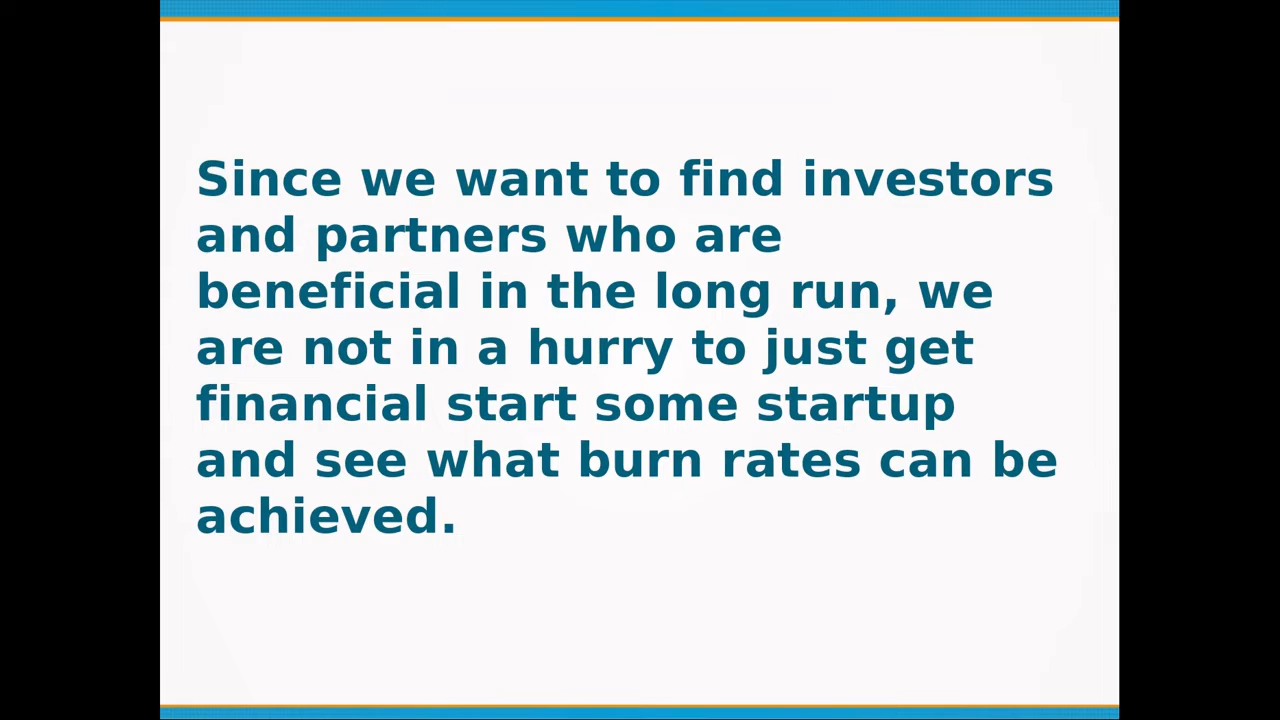 Since we want to find investors
and partners who are
beneficial in the long run, we
are not in a hurry to just get
financial start some startup
and see what burn rates can be
achieved.